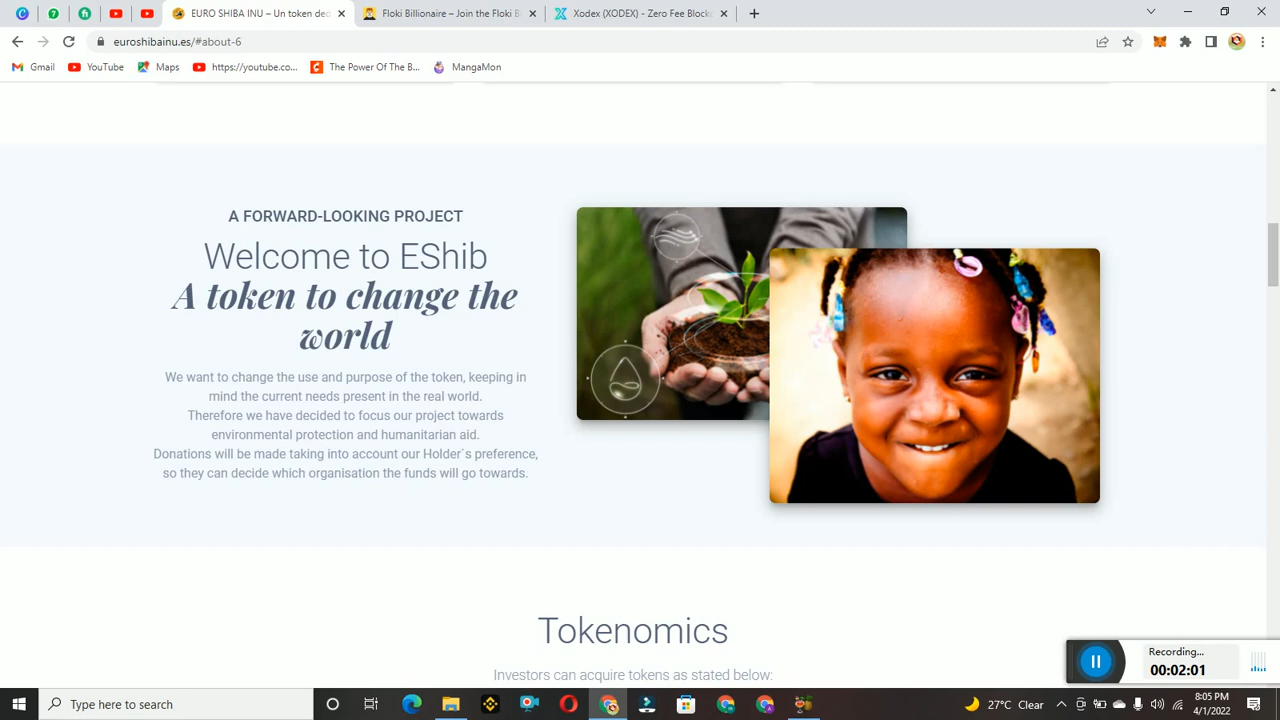 EURO SHIBA INU – Un token dec
Floki Billionaire – Join the Floki B
Xodex (XODEX) - Zero Fee Block
euroshibainu.es/#about-6
Gmail
YouTube
Maps
https://youtube.co...
The Power Of The B...
MangaMon
A FORWARD-LOOKING PROJECT
Welcome to EShib
A token to change the
world
We want to change the use and purpose of the token, keeping in
mind the current needs present in the real world.
Therefore we have decided to focus our project towards
environmental protection and humanitarian aid.
Donations will be made taking into account our Holder´s preference,
so they can decide which organisation the funds will go towards.
Tokenomics
Investors can acquire tokens as stated below:
Recording...
00:02:01
Type here to search
27°C Clear
8:05 PM
4/1/2022